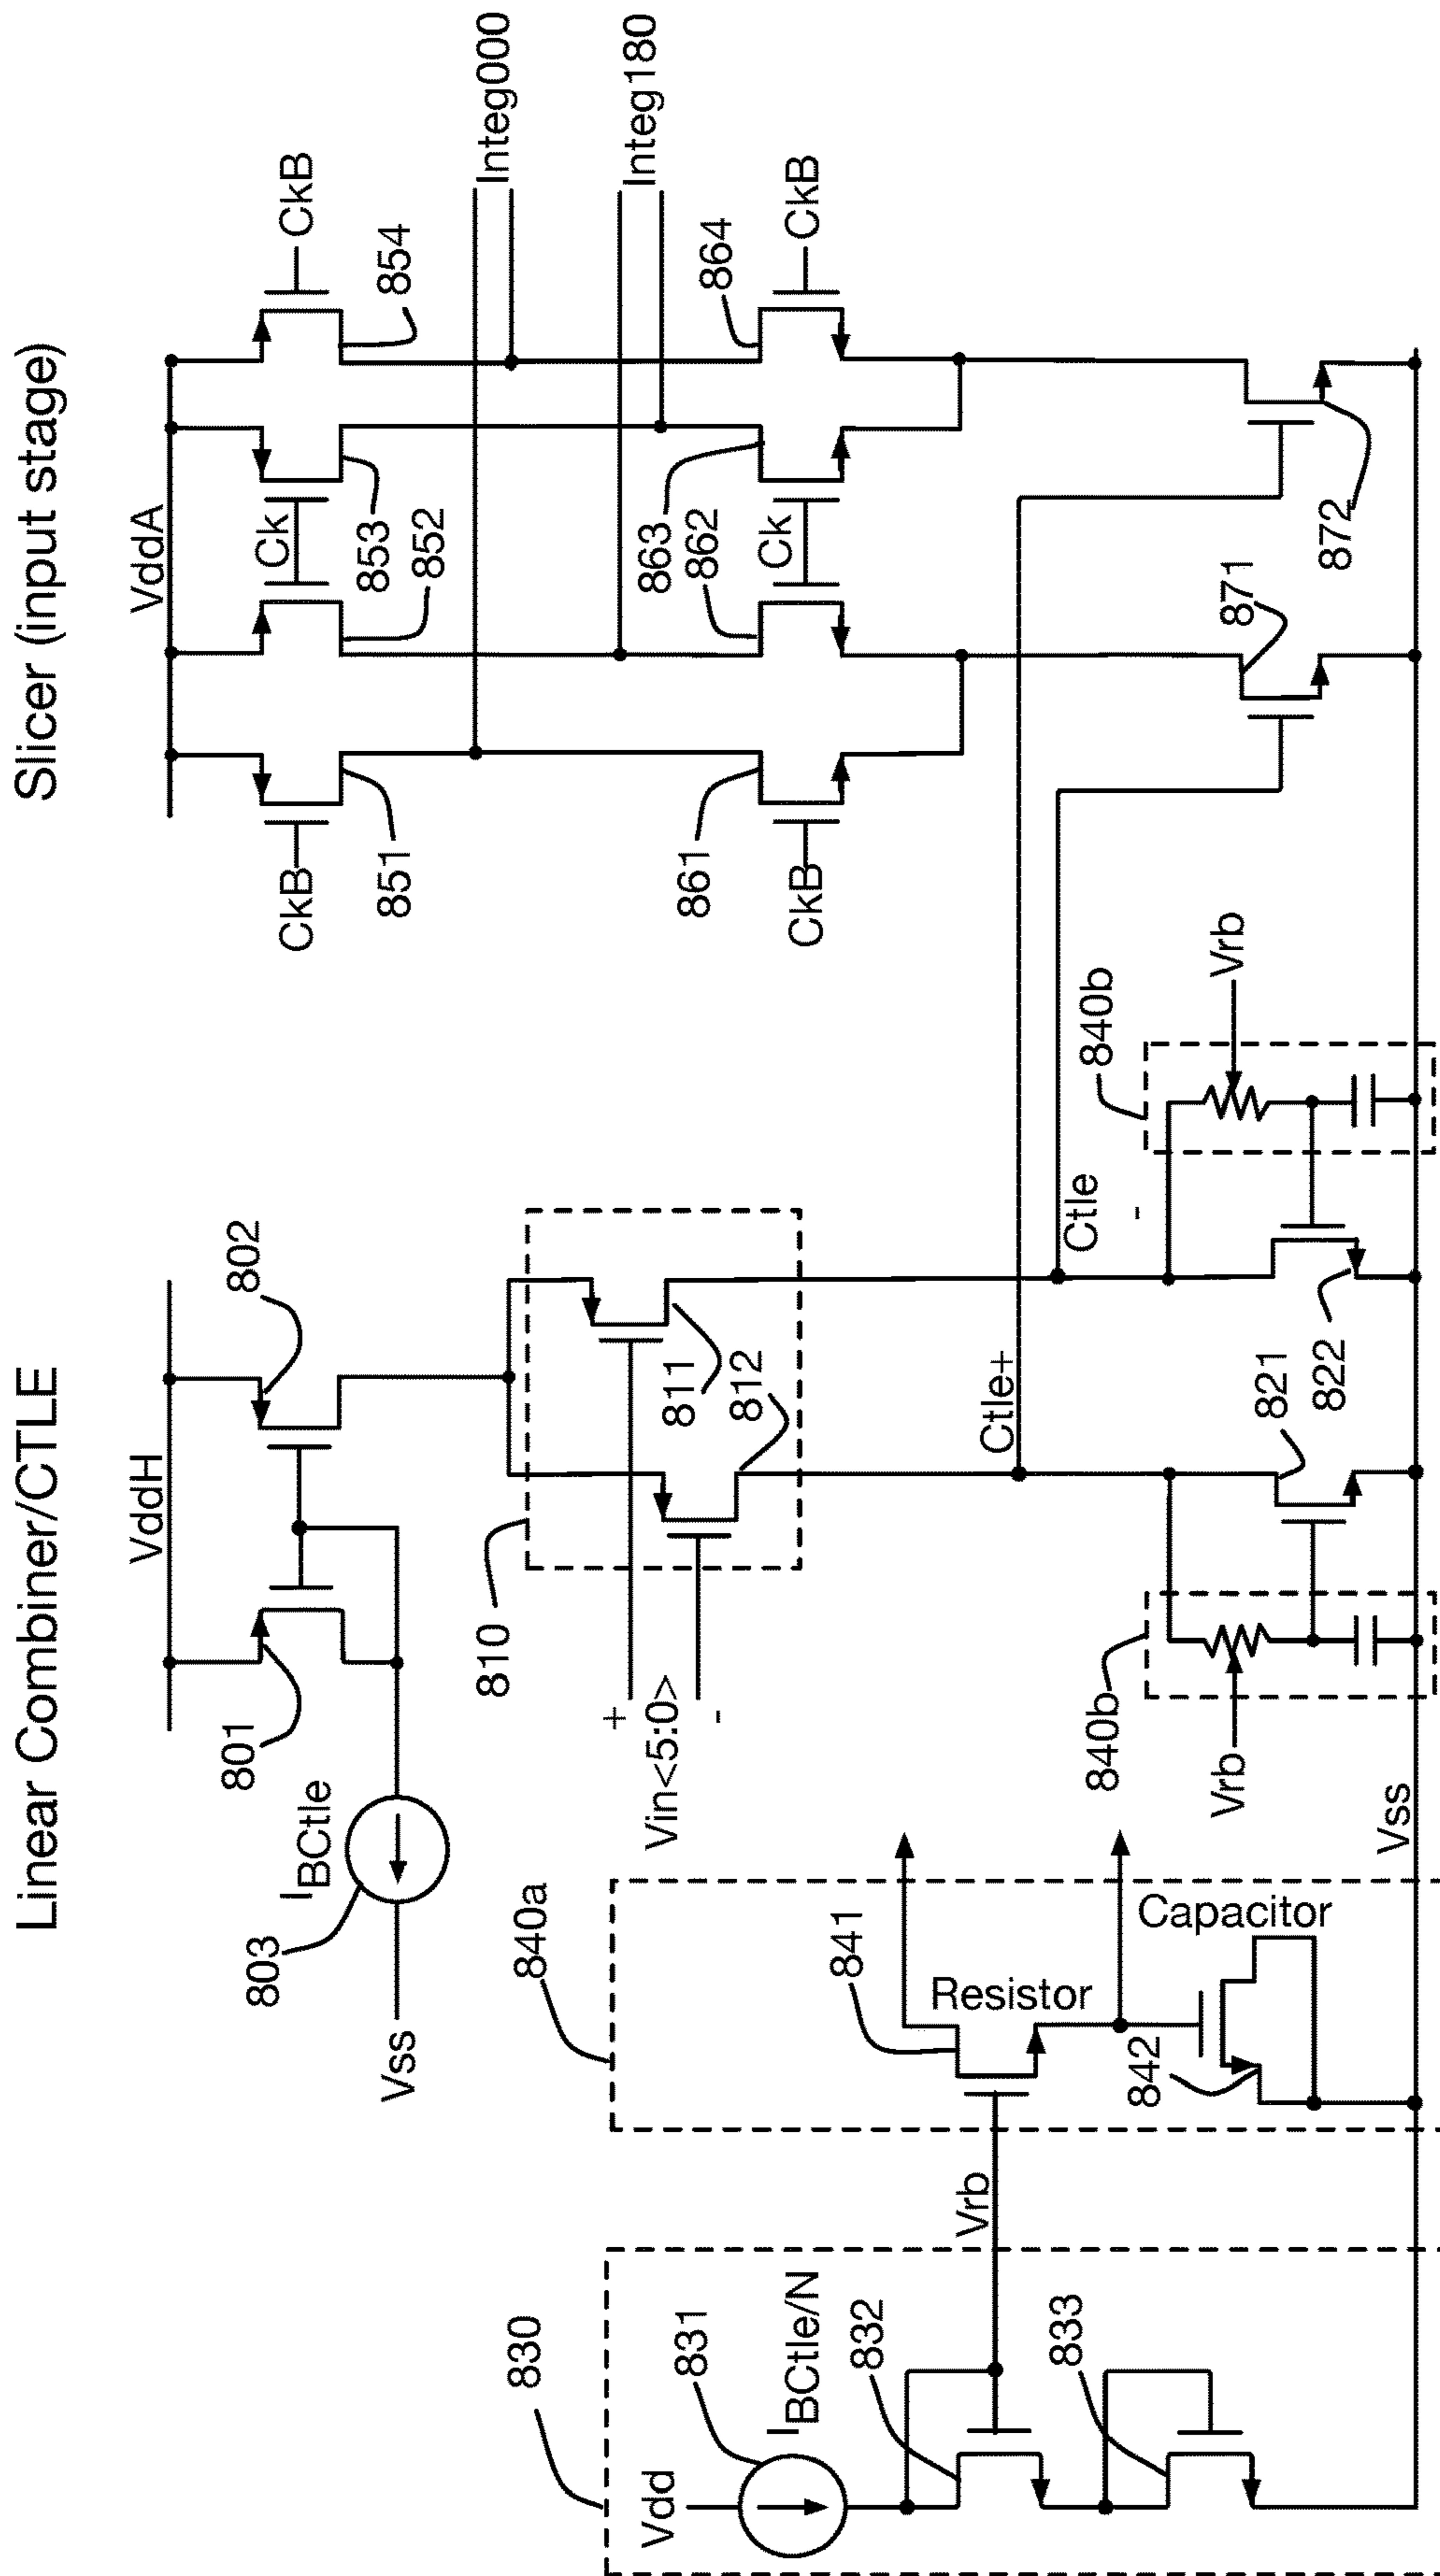 Linear Combiner/CTLE
Slicer (input stage)
VddH
VddA
801
802
803
IBCtle
Vss
810
Vin<5:0>
+
-
811
812
830
Vdd
831
IBCtle/N
832
833
Vrb
840a
841
Resistor
842
Capacitor
Vss
840b
Vrb
821
822
Ctle+
Ctle
-
840b
Vrb
CkB
851
Ck
852
853
CkB
854
Integ000
Integ180
CkB
861
862
Ck
863
864
CkB
871
872